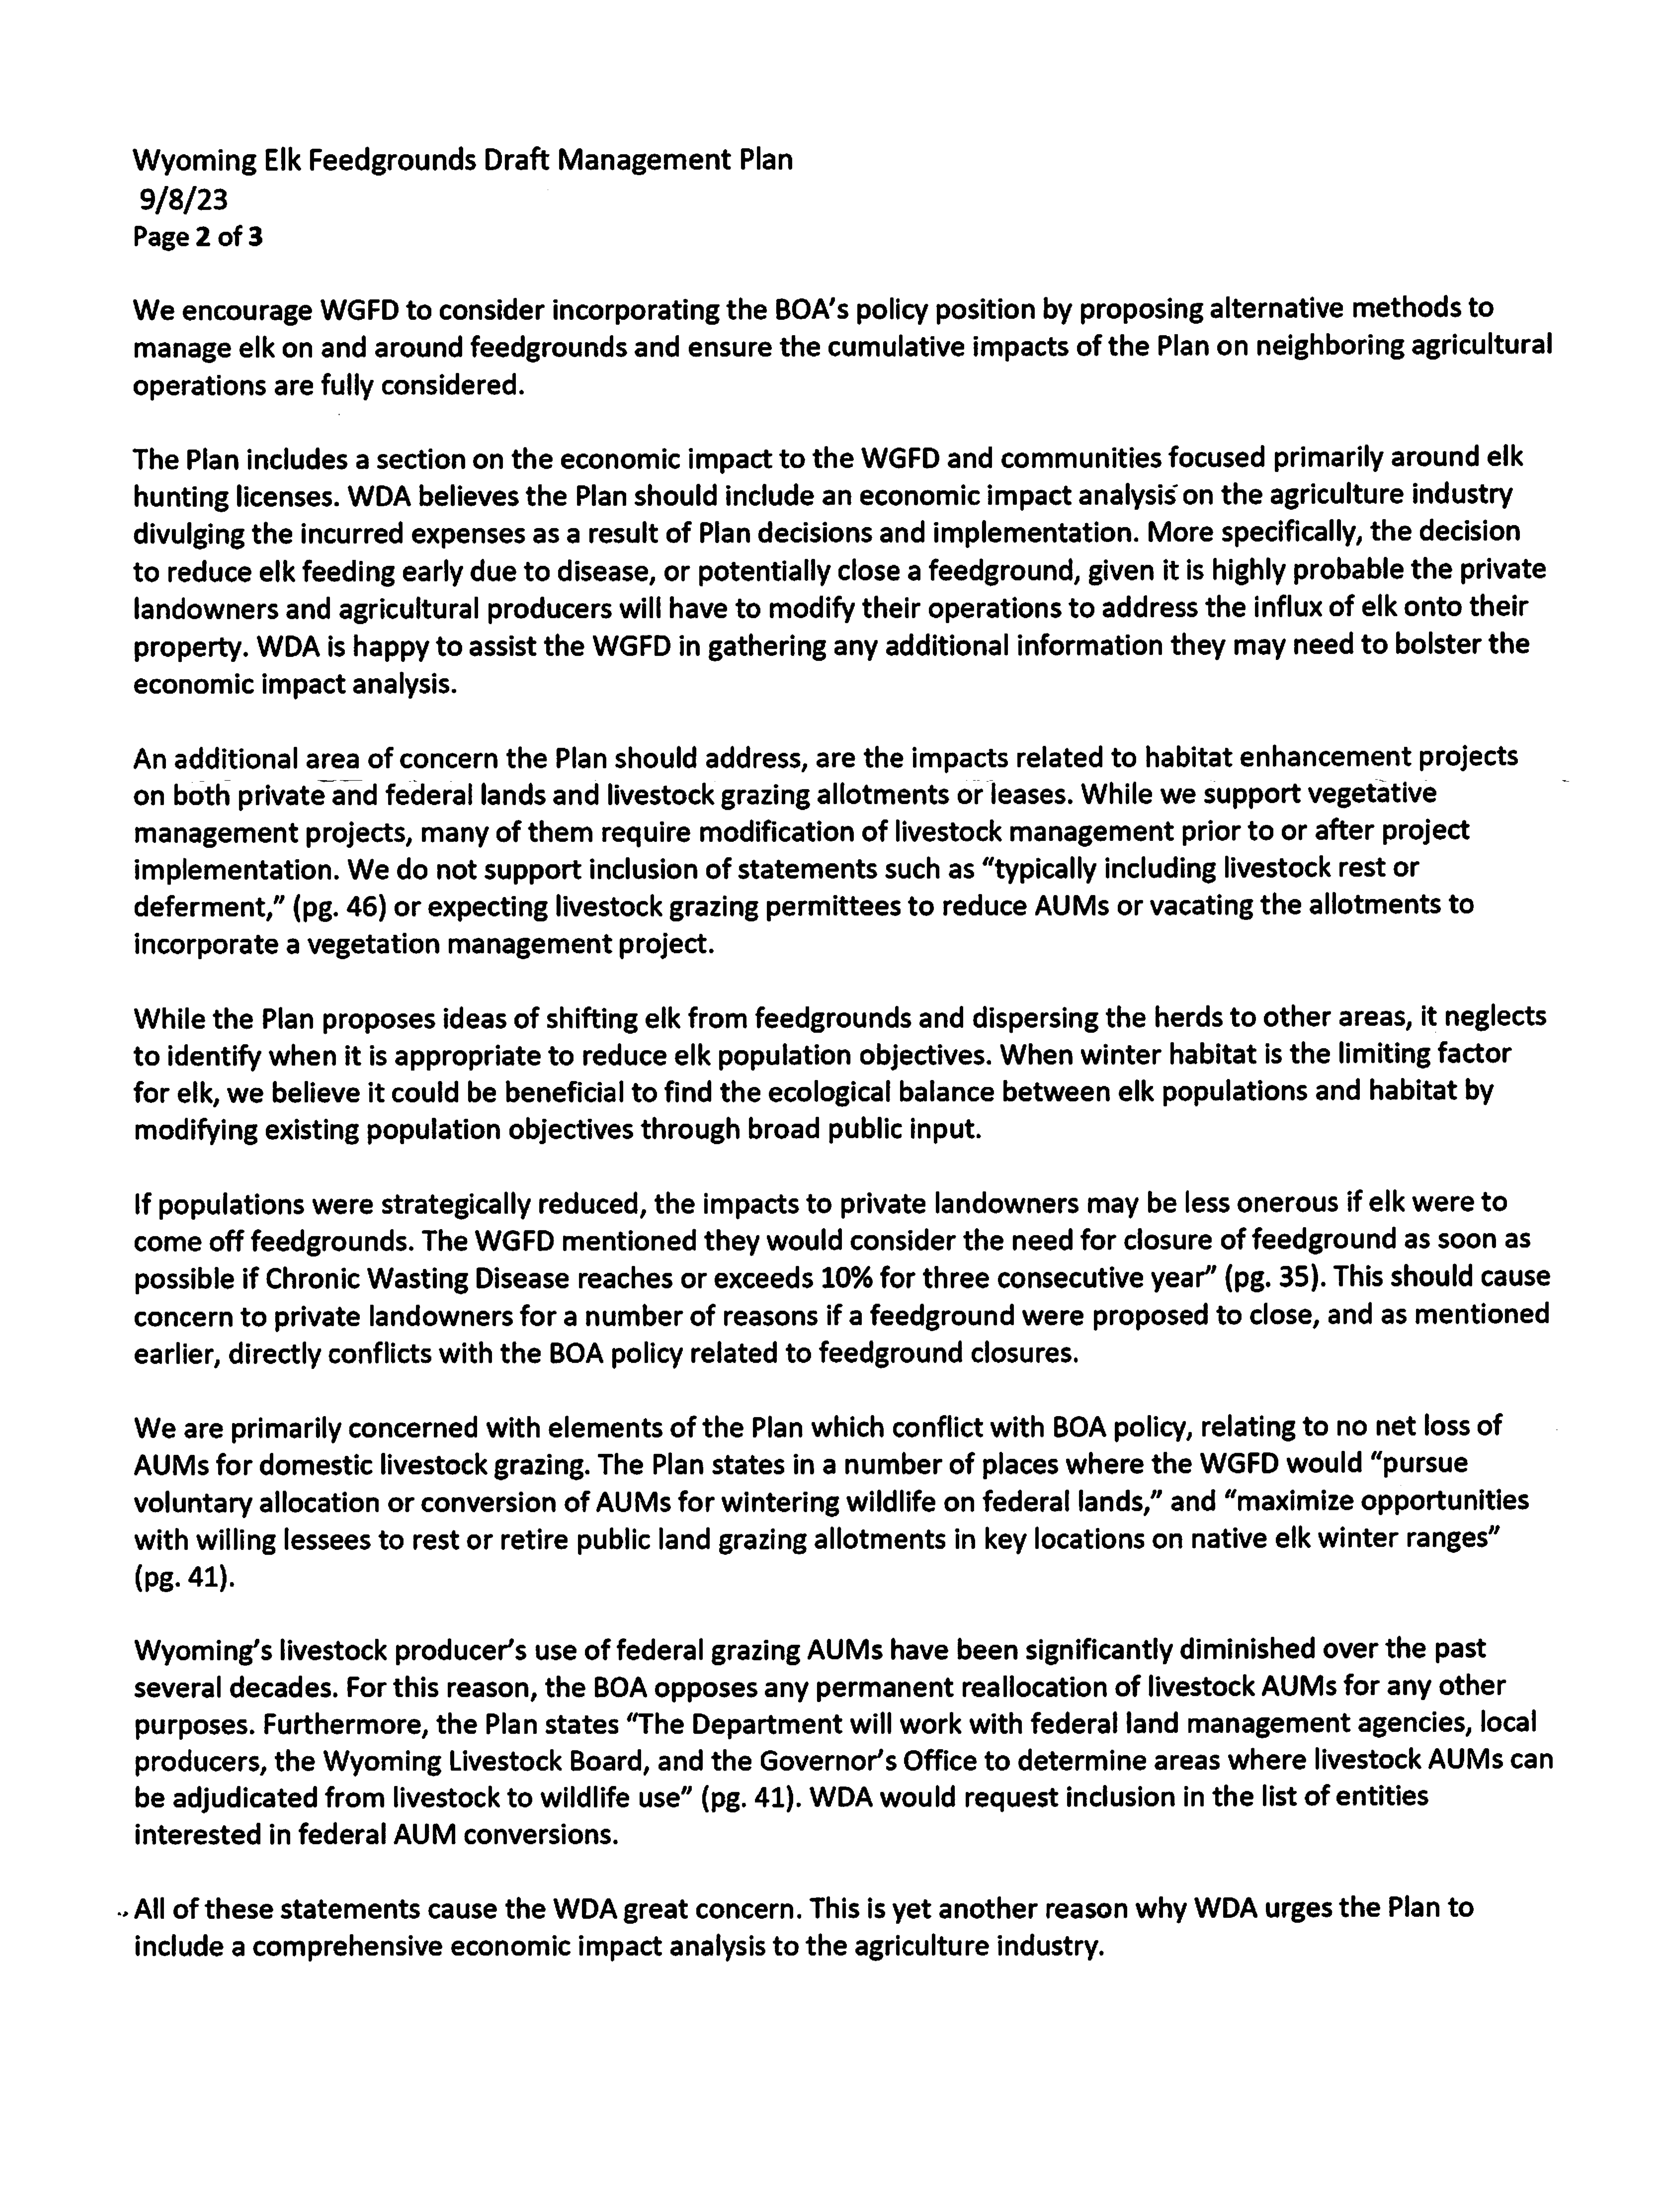 Wyoming Elk Feedgrounds Draft Management Plan
9/8/23
Page 2 of 3
We encourage WGFD to consider incorporating the BOA's policy position by proposing alternative methods to
manage elk on and around feedgrounds and ensure the cumulative impacts of the Plan on neighboring agricultural
operations are fully considered.
The Plan includes a section on the economic impact to the WGFD and communities focused primarily around elk
hunting licenses. WDA believes the Plan should include an economic impact analysis on the agriculture industry
divulging the incurred expenses as a result of Plan decisions and implementation. More specifically, the decision
to reduce elk feeding early due to disease, or potentially close a feedground, given it is highly probable the private
landowners and agricultural producers will have to modify their operations to address the influx of elk onto their
property. WDA is happy to assist the WGFD in gathering any additional information they may need to bolster the
economic impact analysis.
An additional area of concern the Plan should address, are the impacts related to habitat enhancement projects
on both private and federal lands and livestock grazing allotments or leases. While we support vegetative
management projects, many of them require modification of livestock management prior to or after project
implementation. We do not support inclusion of statements such as "typically including livestock rest or
deferment," (pg. 46) or expecting livestock grazing permittees to reduce AUMs or vacating the allotments to
incorporate a vegetation management project.
While the Plan proposes ideas of shifting elk from feedgrounds and dispersing the herds to other areas, it neglects
to identify when it is appropriate to reduce elk population objectives. When winter habitat is the limiting factor
for elk, we believe it could be beneficial to find the ecological balance between elk populations and habitat by
modifying existing population objectives through broad public input.
If populations were strategically reduced, the impacts to private landowners may be less onerous if elk were to
come off feedgrounds. The WGFD mentioned they would consider the need for closure of feedground as soon as
possible if Chronic Wasting Disease reaches or exceeds 10% for three consecutive year" (pg. 35). This should cause
concern to private landowners for a number of reasons if a feedground were proposed to close, and as mentioned
earlier, directly conflicts with the BOA policy related to feedground closures.
We are primarily concerned with elements of the Plan which conflict with BOA policy, relating to no net loss of
AUMs for domestic livestock grazing. The Plan states in a number of places where the WGFD would "pursue
voluntary allocation or conversion of AUMs for wintering wildlife on federal lands," and "maximize opportunities
with willing lessees to rest or retire public land grazing allotments in key locations on native elk winter ranges"
(pg. 41).
Wyoming's livestock producer's use of federal grazing AUMs have been significantly diminished over the past
several decades. For this reason, the BOA opposes any permanent reallocation of livestock AUMs for any other
purposes. Furthermore, the Plan states "The Department will work with federal land management agencies, local
producers, the Wyoming Livestock Board, and the Governor's Office to determine areas where livestock AUMs can
be adjudicated from livestock to wildlife use" (pg. 41). WDA would request inclusion in the list of entities
interested in federal AUM conversions.
All of these statements cause the WDA great concern. This is yet another reason why WDA urges the Plan to
include a comprehensive economic impact analysis to the agriculture industry.